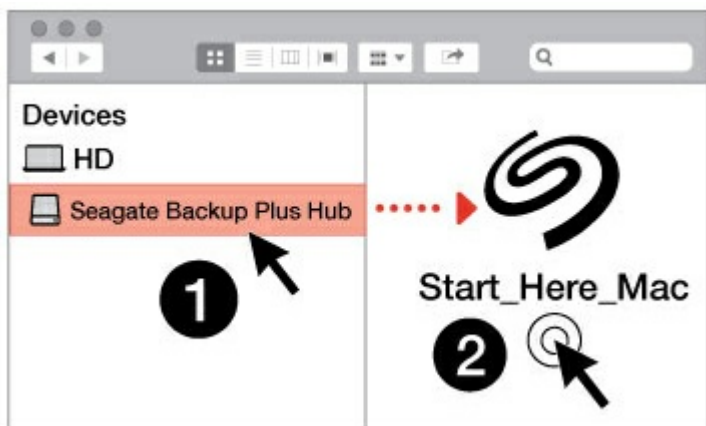 Devices
HD
Seagate Backup Plus Hub
1
Start_Here_Mac
2